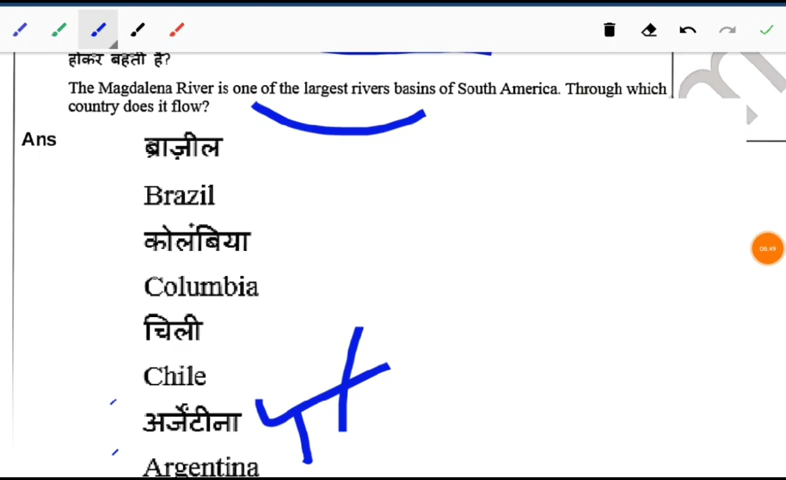 होकर बहती है?
The Magdalena River is one of the largest rivers basins of South America. Through which
country does it flow?
Ans
ब्राज़ील
Brazil
कोलंबिया
Columbia
चिली
Chile
अर्जेंटीना
Argentina